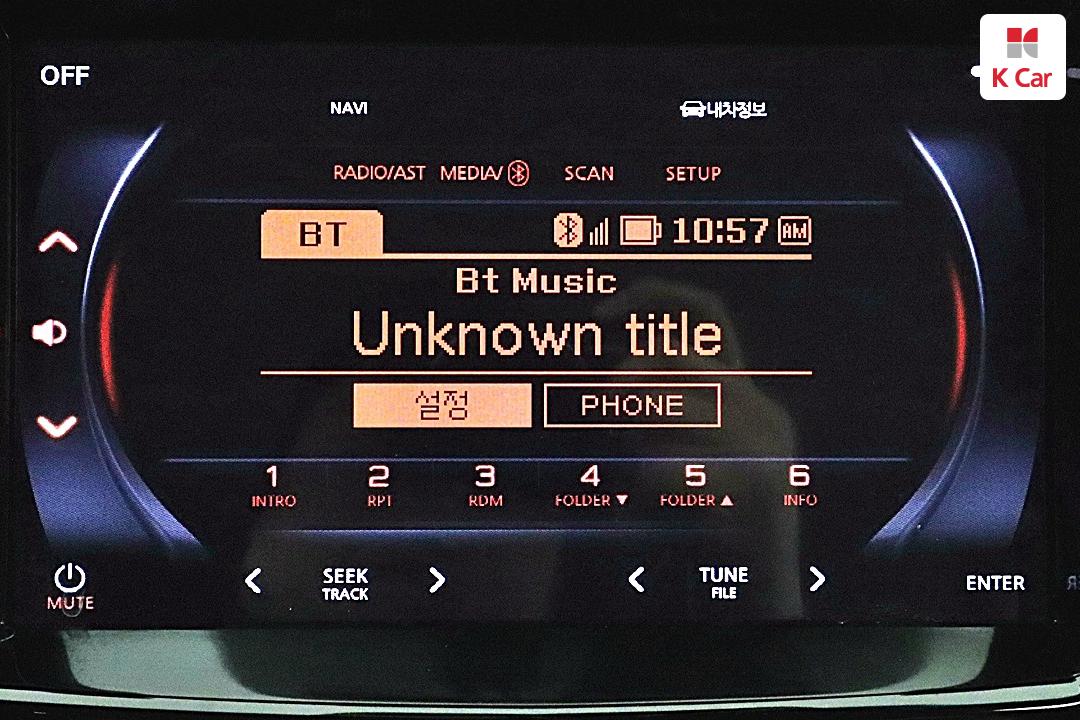 K Car
OFF
NAVI 내차정보
RADIO/AST MEDIA/ SCAN SETUP
BT 10:57 AM
Bt Music
Unknown title
설정 PHONE
1 2 3 4 5 6
INTRO RPT RDM FOLDER ▼ FOLDER ▲ INFO
SEEK TUNE
TRACK FILE
ENTER
MUTE